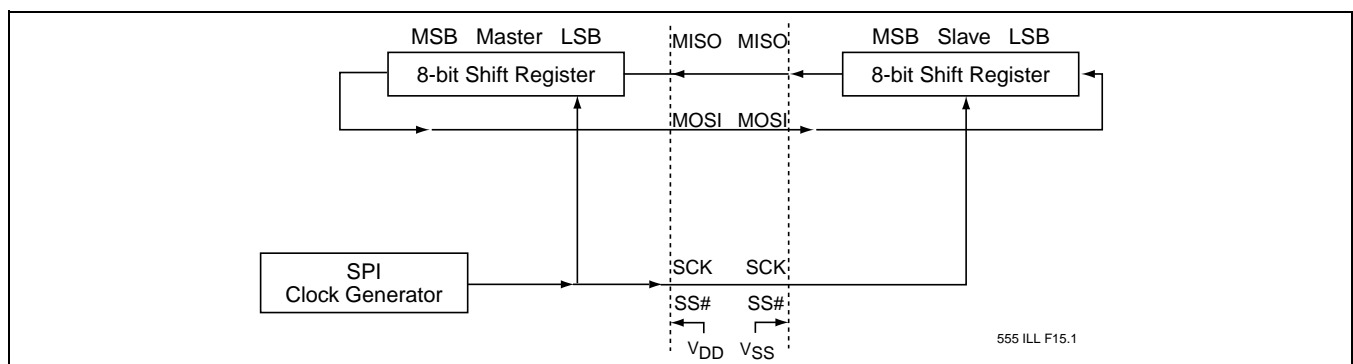 MSB Master LSB
MISO MISO
MSB Slave LSB
8-bit Shift Register
8-bit Shift Register
MOSI MOSI
SPI
Clock Generator
SCK SCK
SS# SS#
VDD VSS
555 ILL F15.1